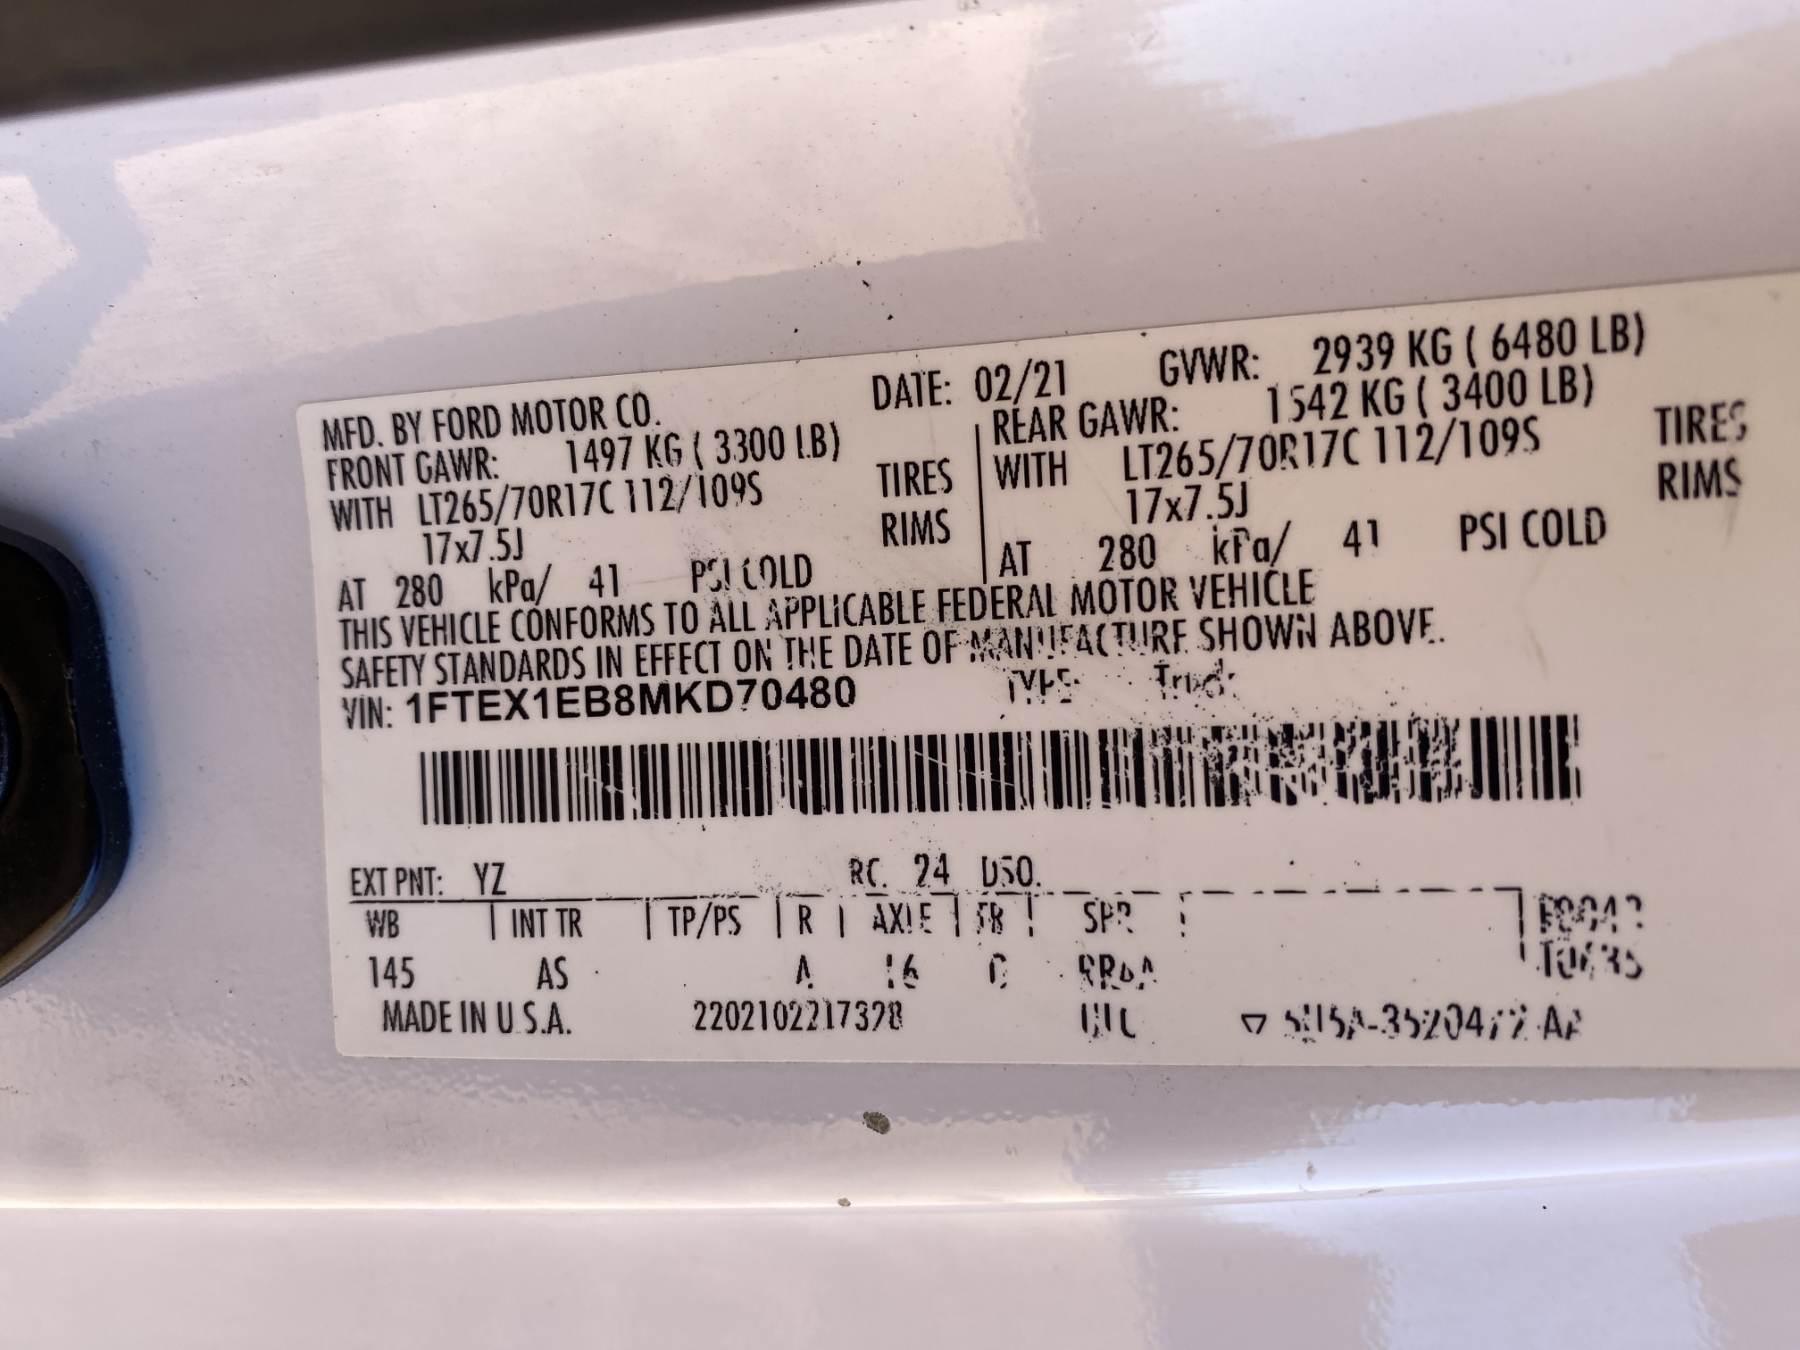 MFD. BY FORD MOTOR CO. DATE: 02/21 GVWR: 2939 KG ( 6480 LB)
FRONT GAWR: 1497 KG ( 3300 LB) REAR GAWR: 1542 KG ( 3400 LB)
WITH LT265/70R17C 112/109S TIRES WITH LT265/70R17C 112/109S TIRES
17x7.5J RIMS 17x7.5J RIMS
AT 280 kPa/ 41 PSI COLD AT 280 kPa/ 41 PSI COLD
THIS VEHICLE CONFORMS TO ALL APPLICABLE FEDERAL MOTOR VEHICLE
SAFETY STANDARDS IN EFFECT ON THE DATE OF MANUFACTURE SHOWN ABOVE.
VIN: 1FTEX1EB8MKD70480 TYPE: Truck
EXT PNT: YZ RC: 24 DSO:
WB INT TR TP/PS R AXLE TR SPR
145 AS A 16 C
MADE IN U.S.A.